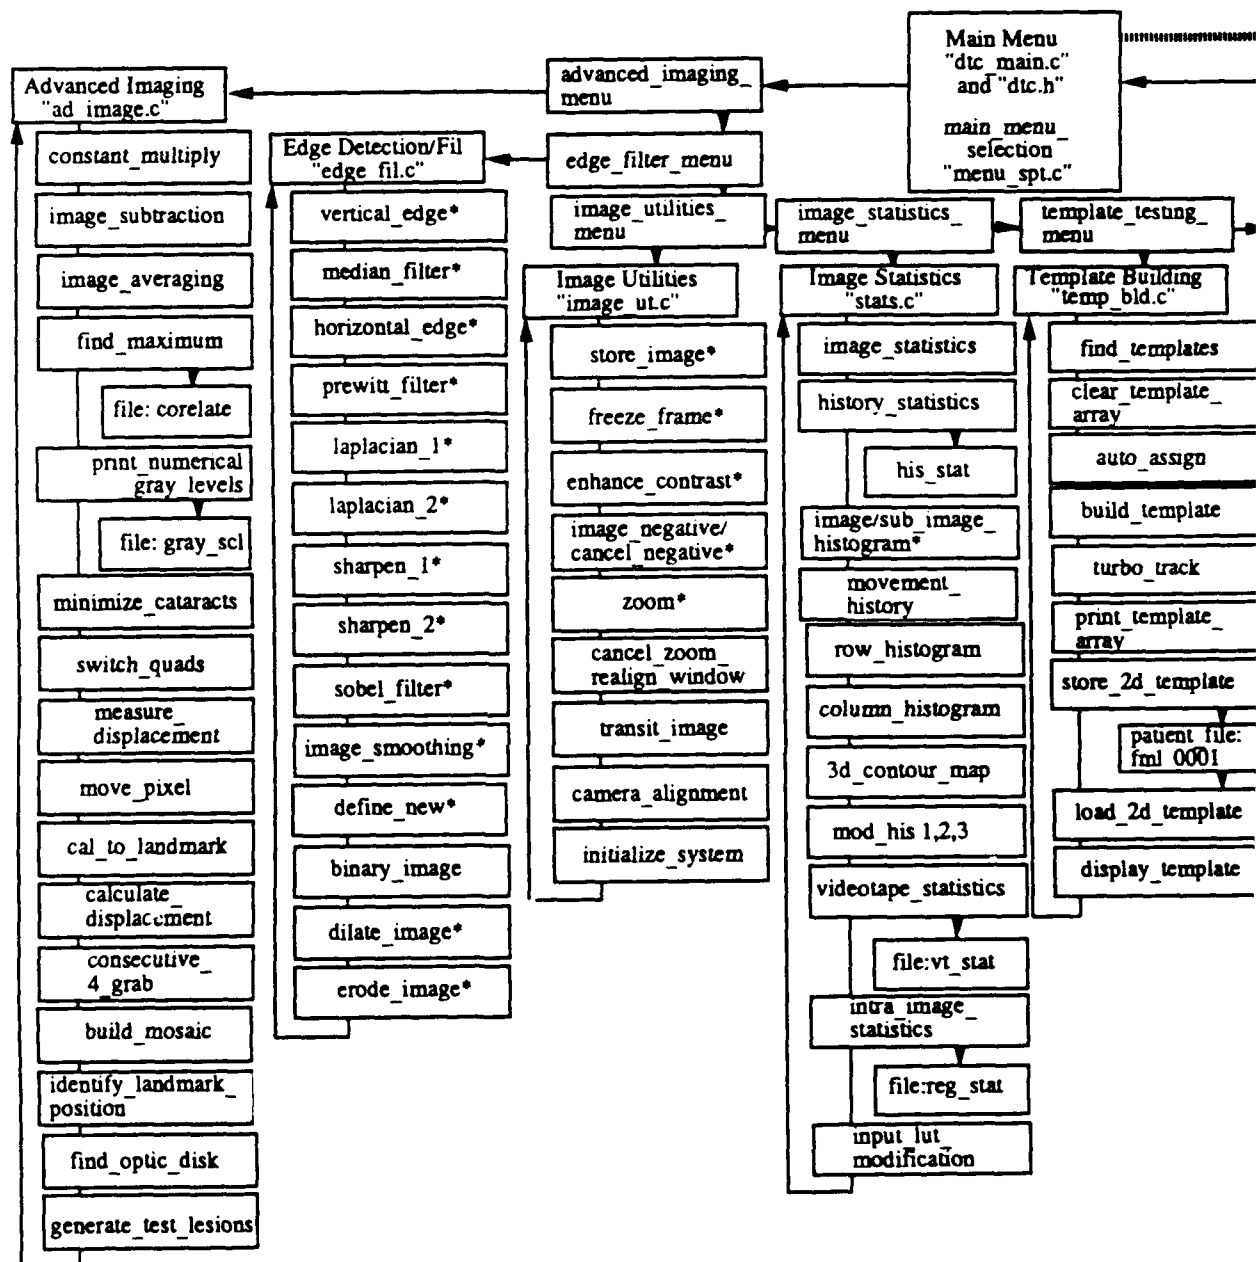 Main Menu
"dtc_main.c"
and "dtc.h"
main_menu_
selection
"menu_spt.c"
advanced_imaging_
menu
edge_filter_menu
image_utilities_
menu
image_statistics_
menu
template_testing_
menu
Advanced Imaging
"ad_image.c"
constant_multiply
image_subtraction
image_averaging
find_maximum
file: corelate
print_numerical
gray_levels
file: gray_scl
minimize_cataracts
switch_quads
measure_
displacement
move_pixel
cal_to_landmark
calculate_
displacement
consecutive_
4_grab
build_mosaic
identify_landmark_
position
find_optic_disk
generate_test_lesions
Edge Detection/Fil
"edge_fil.c"
vertical_edge*
median_filter*
horizontal_edge*
prewitt_filter*
laplacian_1*
laplacian_2*
sharpen_1*
sharpen_2*
sobel_filter*
image_smoothing*
define_new*
binary_image
dilate_image*
erode_image*
Image Utilities
"image_ut.c"
store_image*
freeze_frame*
enhance_contrast*
image_negative/
cancel_negative*
zoom*
cancel_zoom_
realign_window
transit_image
camera_alignment
initialize_system
Image Statistics
"stats.c"
image_statistics
history_statistics
his_stat
image/sub_image_
histogram*
movement_
history
row_histogram
column_histogram
3d_contour_map
mod_his 1,2,3
videotape_statistics
file:vt_stat
intra_image_
statistics
file:reg_stat
input_lut_
modification
Template Building
"temp_bld.c"
find_templates
clear_template_
array
auto_assign
build_template
turbo_track
print_template_
array
store_2d_template
patient_file:
fml_0001
load_2d_template
display_template